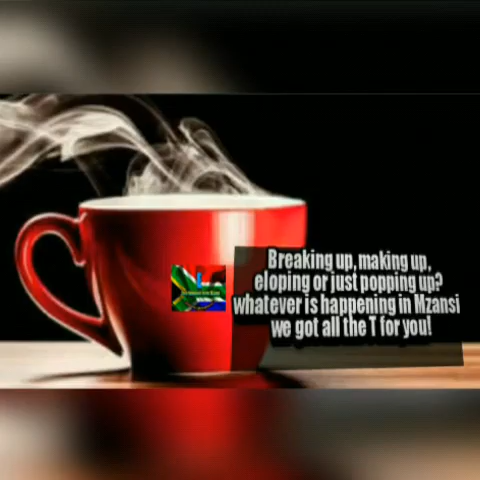 Breaking up, making up,
eloping or just popping up?
whatever is happening in Mzansi
we got all the T for you!